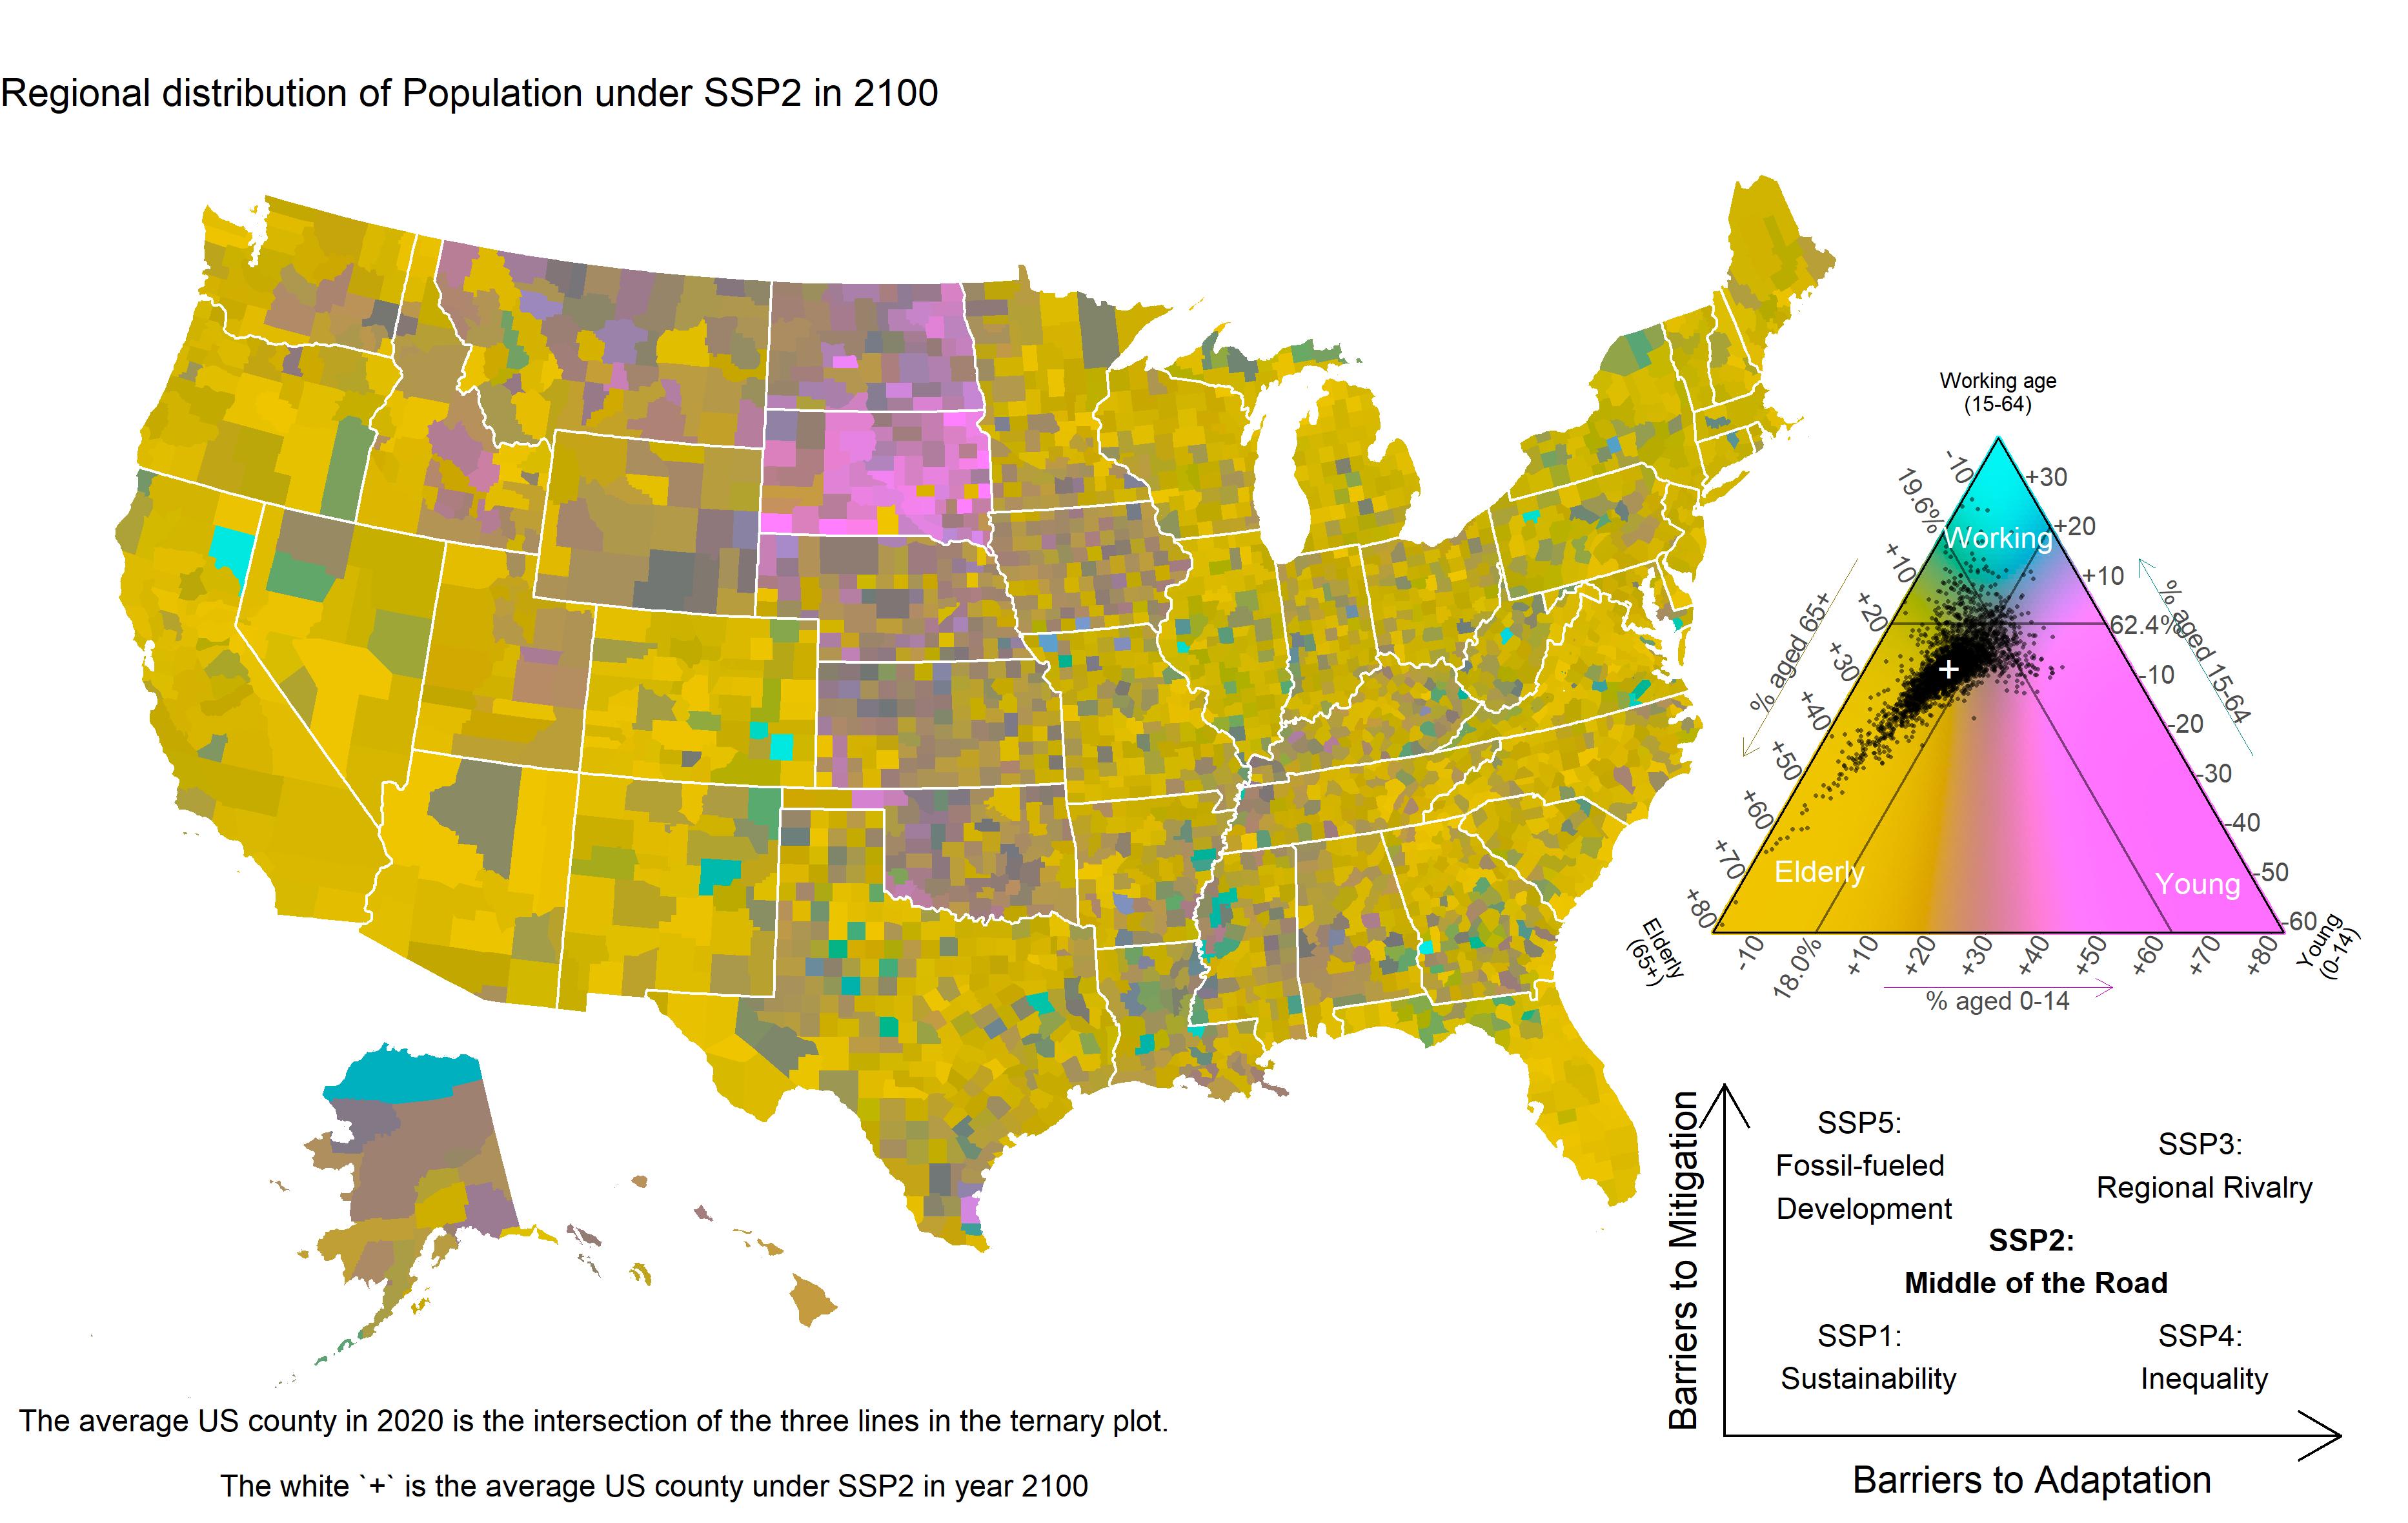 Regional distribution of Population under SSP2 in 2100
Working age
(15-64)
-10
19.6%
+10
+20
+30
+40
+50
+60
+70
+80
% aged 65+
+30
+20
+10
62.4%
-10
-20
-30
-40
-50
-60
% aged 15-64
Working
Elderly
Young
Elderly
(65+)
-10
18.0%
+10
+20
+30
+40
+50
+60
+70
+80
Young
(0-14)
% aged 0-14
Barriers to Mitigation
SSP5:
Fossil-fueled
Development
SSP3:
Regional Rivalry
SSP2:
Middle of the Road
SSP1:
Sustainability
SSP4:
Inequality
Barriers to Adaptation
The average US county in 2020 is the intersection of the three lines in the ternary plot.
The white `+` is the average US county under SSP2 in year 2100